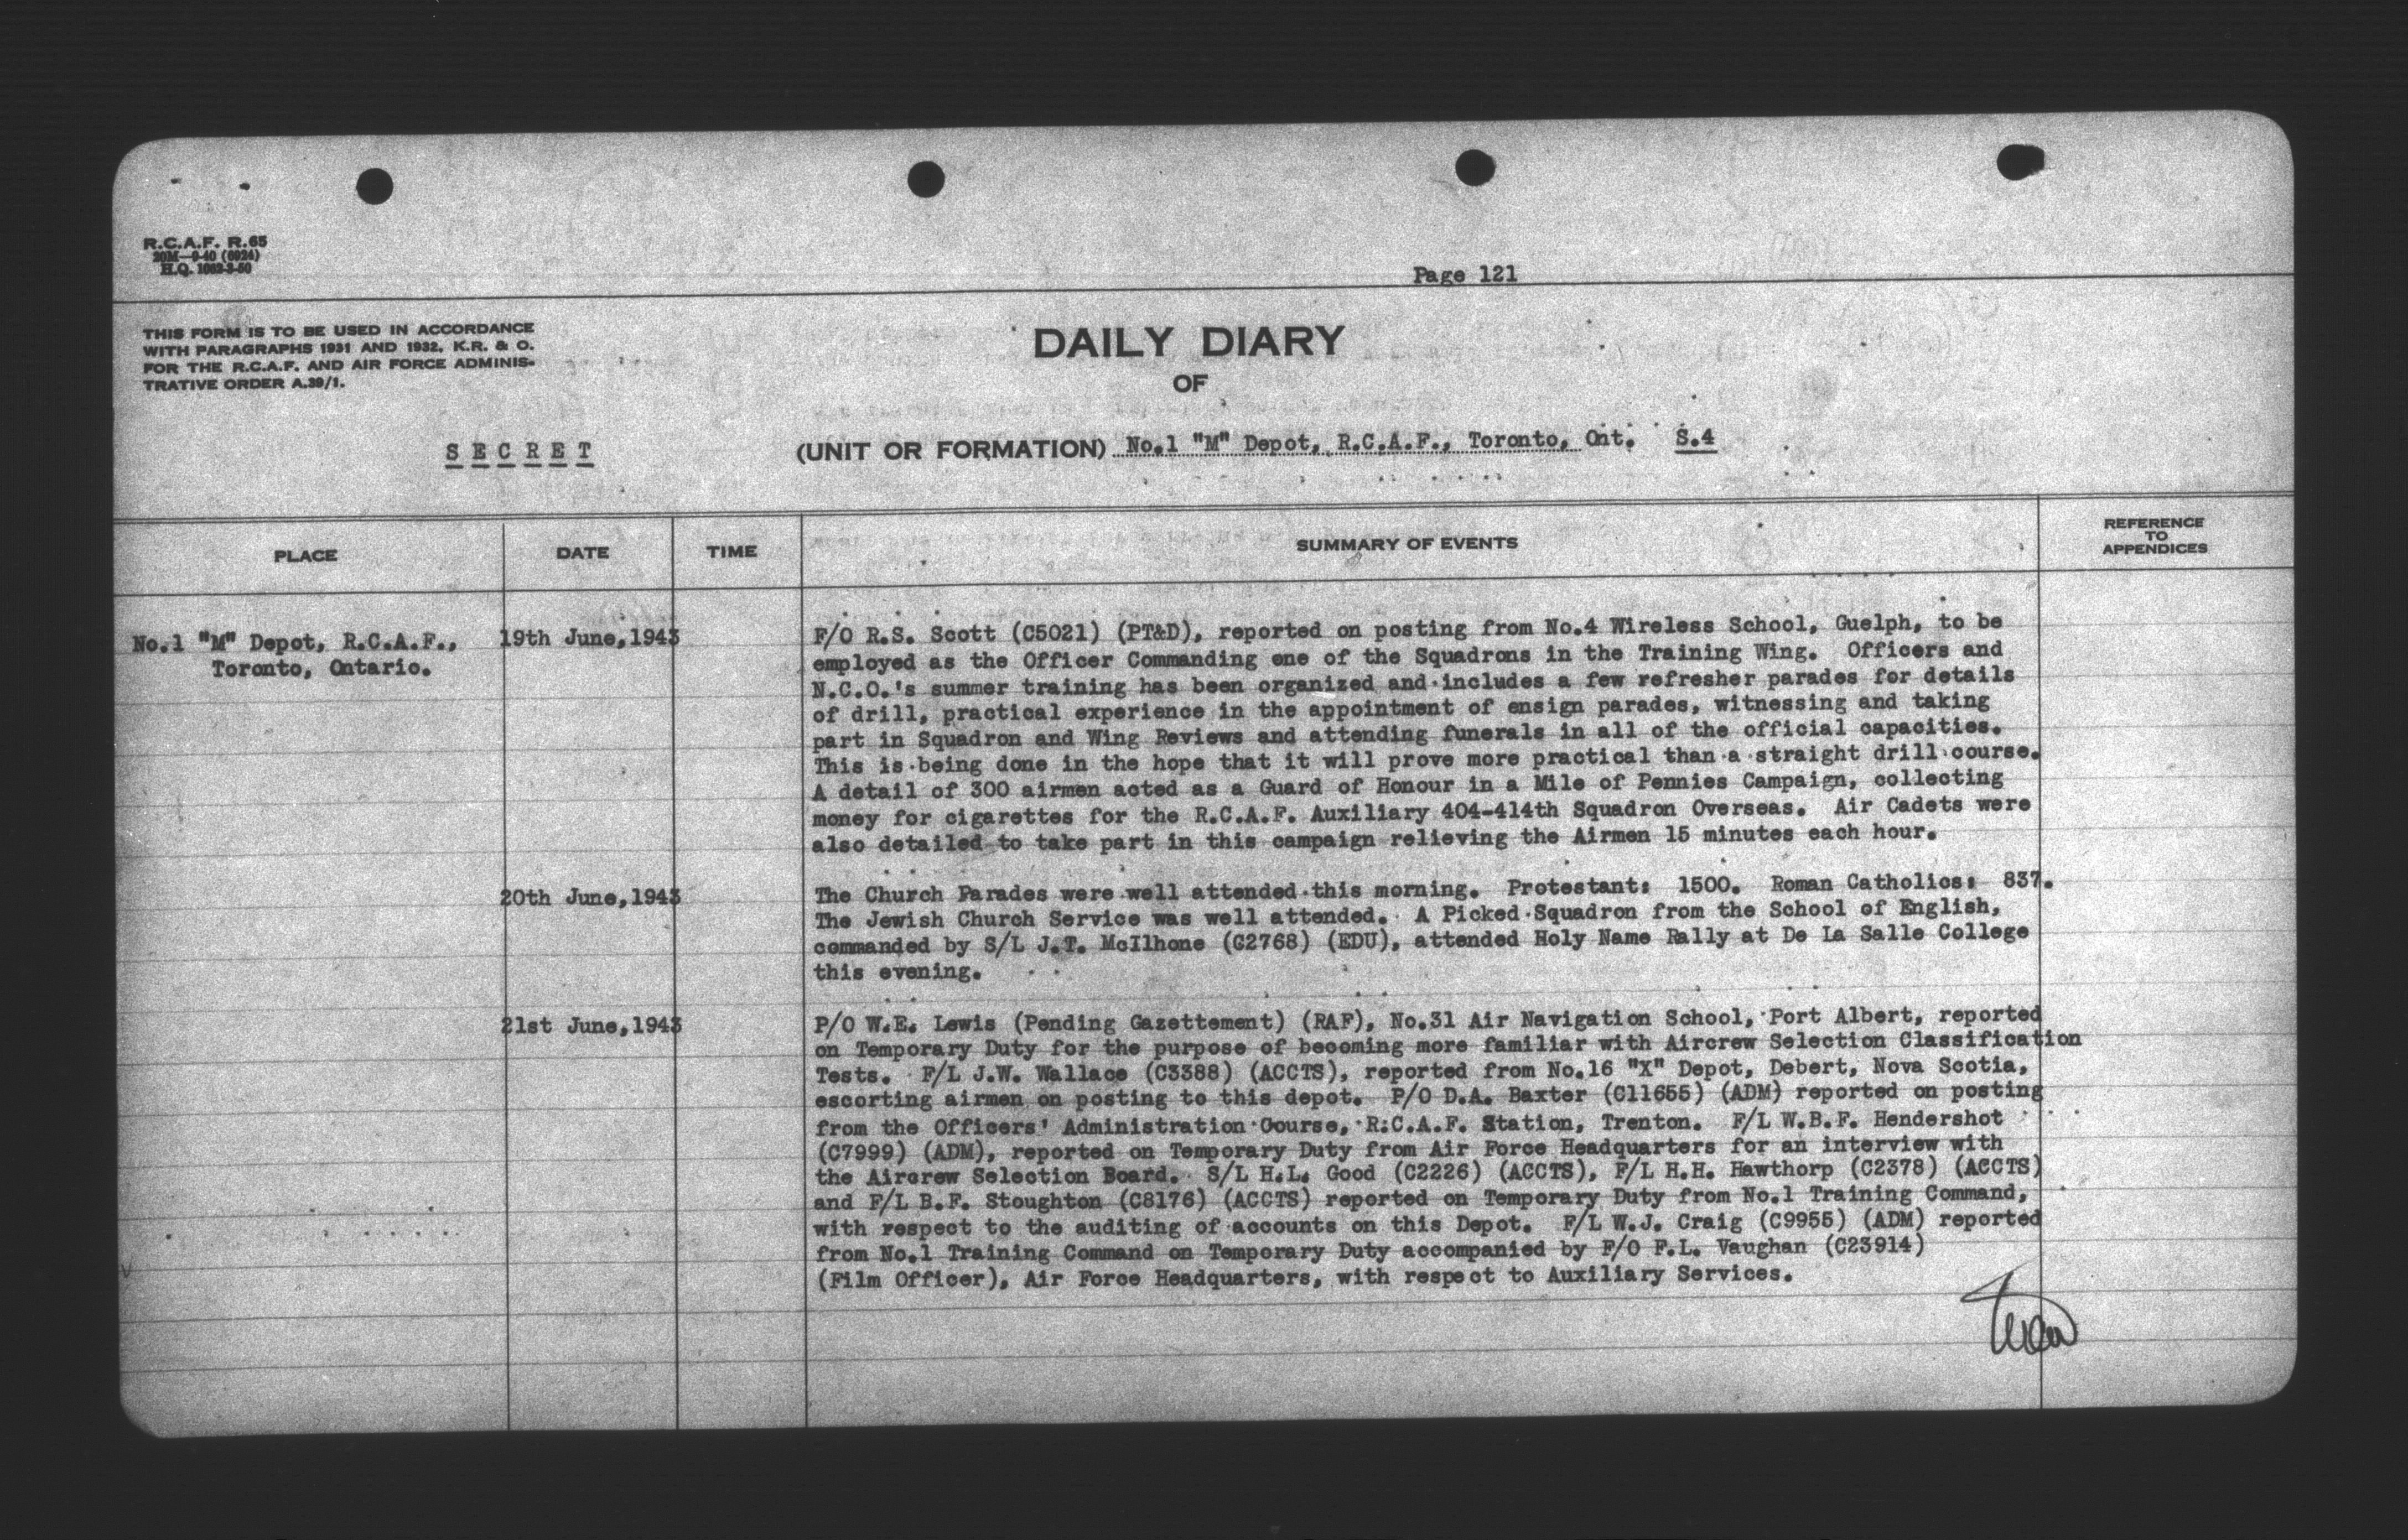 R.C.A.F. R.65
20M—9-40 (6924)
H.Q. 1062-3-50
Page 121
THIS FORM IS TO BE USED IN ACCORDANCE
WITH PARAGRAPHS 1931 AND 1932, K.R. & O.
FOR THE R.C.A.F. AND AIR FORCE ADMINIS-
TRATIVE ORDER A.39/1.
DAILY DIARY
OF
SECRET
(UNIT OR FORMATION) No.1 "M" Depot, R.C.A.F., Toronto, Ont. S.4
PLACE DATE TIME SUMMARY OF EVENTS REFERENCE TO APPENDICES
No.1 "M" Depot, R.C.A.F.,
Toronto, Ontario.
19th June,1943
F/O R.S. Scott (C5021) (PT&D), reported on posting from No.4 Wireless School, Guelph, to be
employed as the Officer Commanding one of the Squadrons in the Training Wing. Officers and
N.C.O.'s summer training has been organized and includes a few refresher parades for details
of drill, practical experience in the appointment of ensign parades, witnessing and taking
part in Squadron and Wing Reviews and attending funerals in all of the official capacities.
This is being done in the hope that it will prove more practical than a straight drill course.
A detail of 300 airmen acted as a Guard of Honour in a Mile of Pennies Campaign, collecting
money for cigarettes for the R.C.A.F. Auxiliary 404-414th Squadron Overseas. Air Cadets were
also detailed to take part in this campaign relieving the Airmen 15 minutes each hour.
20th June,1943
The Church Parades were well attended this morning. Protestant: 1500. Roman Catholics: 837.
The Jewish Church Service was well attended. A Picked Squadron from the School of English,
commanded by S/L J.T. McIlhone (C2768) (EDU), attended Holy Name Rally at De La Salle College
this evening.
21st June,1943
P/O W.E. Lewis (Pending Gazettement) (RAF), No.31 Air Navigation School, Port Albert, reported
on Temporary Duty for the purpose of becoming more familiar with Aircrew Selection Classification
Tests. F/L J.W. Wallace (C3388) (ACCTS), reported from No.16 "X" Depot, Debert, Nova Scotia,
escorting airmen on posting to this depot. P/O D.A. Baxter (C11655) (ADM) reported on posting
from the Officers' Administration Course, R.C.A.F. Station, Trenton. F/L W.B.F. Hendershot
(C7999) (ADM), reported on Temporary Duty from Air Force Headquarters for an interview with
the Aircrew Selection Board. S/L H.L. Good (C2226) (ACCTS), F/L H.H. Hawthorp (C2378) (ACCTS)
and F/L B.F. Stoughton (C8176) (ACCTS) reported on Temporary Duty from No.1 Training Command,
with respect to the auditing of accounts on this Depot. F/L W.J. Craig (C9955) (ADM) reported
from No.1 Training Command on Temporary Duty accompanied by F/O F.L. Vaughan (C23914)
(Film Officer), Air Force Headquarters, with respect to Auxiliary Services.